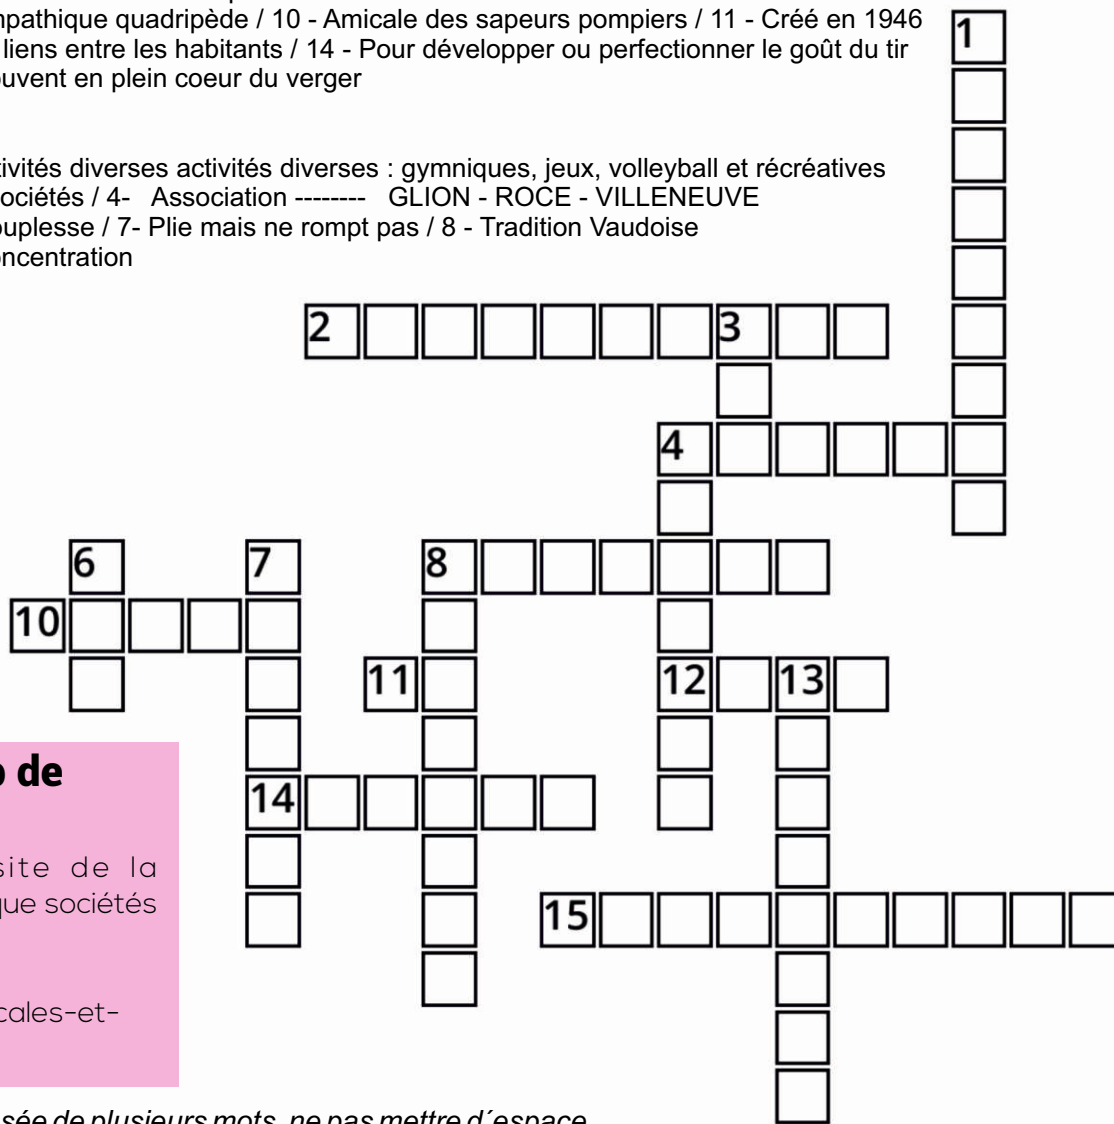 mpathique quadripède / 10 - Amicale des sapeurs pompiers / 11 - Créé en 1946
liens entre les habitants / 14 - Pour développer ou perfectionner le goût du tir
ouvent en plein coeur du verger
tivités diverses activités diverses : gymniques, jeux, volleyball et récréatives
ociétés / 4- Association -------- GLION - ROCE - VILLENEUVE
ouplesse / 7- Plie mais ne rompt pas / 8 - Tradition Vaudoise
oncentration
1
2 3
4
6 7 8
10
11 12 13
14
15
de
site de la
que sociétés
cales-et-
sée de plusieurs mots, ne pas mettre d´espace